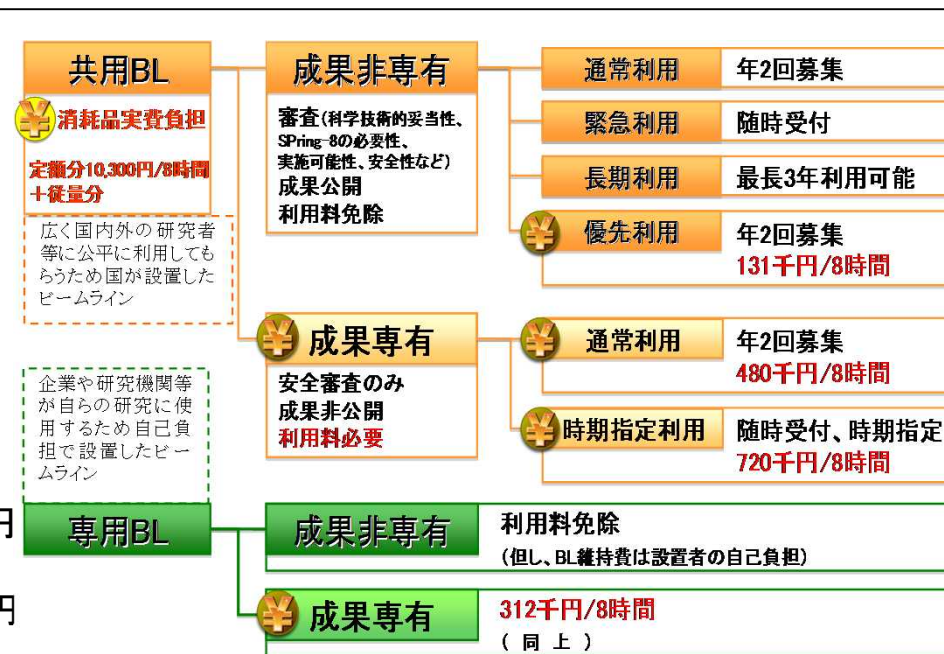 共用BL
消耗品実費負担
定額分10,300円/8時間
+従量分
広く国内外の研究者
等に公平に利用しても
らうため国が設置した
ビームライン
成果非専有
審査(科学技術的妥当性、
SPring-8の必要性、
実施可能性、安全性など)
成果公開
利用料免除
通常利用 年2回募集
緊急利用 随時受付
長期利用 最長3年利用可能
優先利用 年2回募集
131千円/8時間
成果専有
安全審査のみ
成果非公開
利用料必要
通常利用 年2回募集
480千円/8時間
時期指定利用 随時受付、時期指定
720千円/8時間
企業や研究機関等
が自らの研究に使
用するため自己負
担で設置したビー
ムライン
円
専用BL
成果非専有 利用料免除
(但し、BL維持費は設置者の自己負担)
円
成果専有 312千円/8時間
(同上)